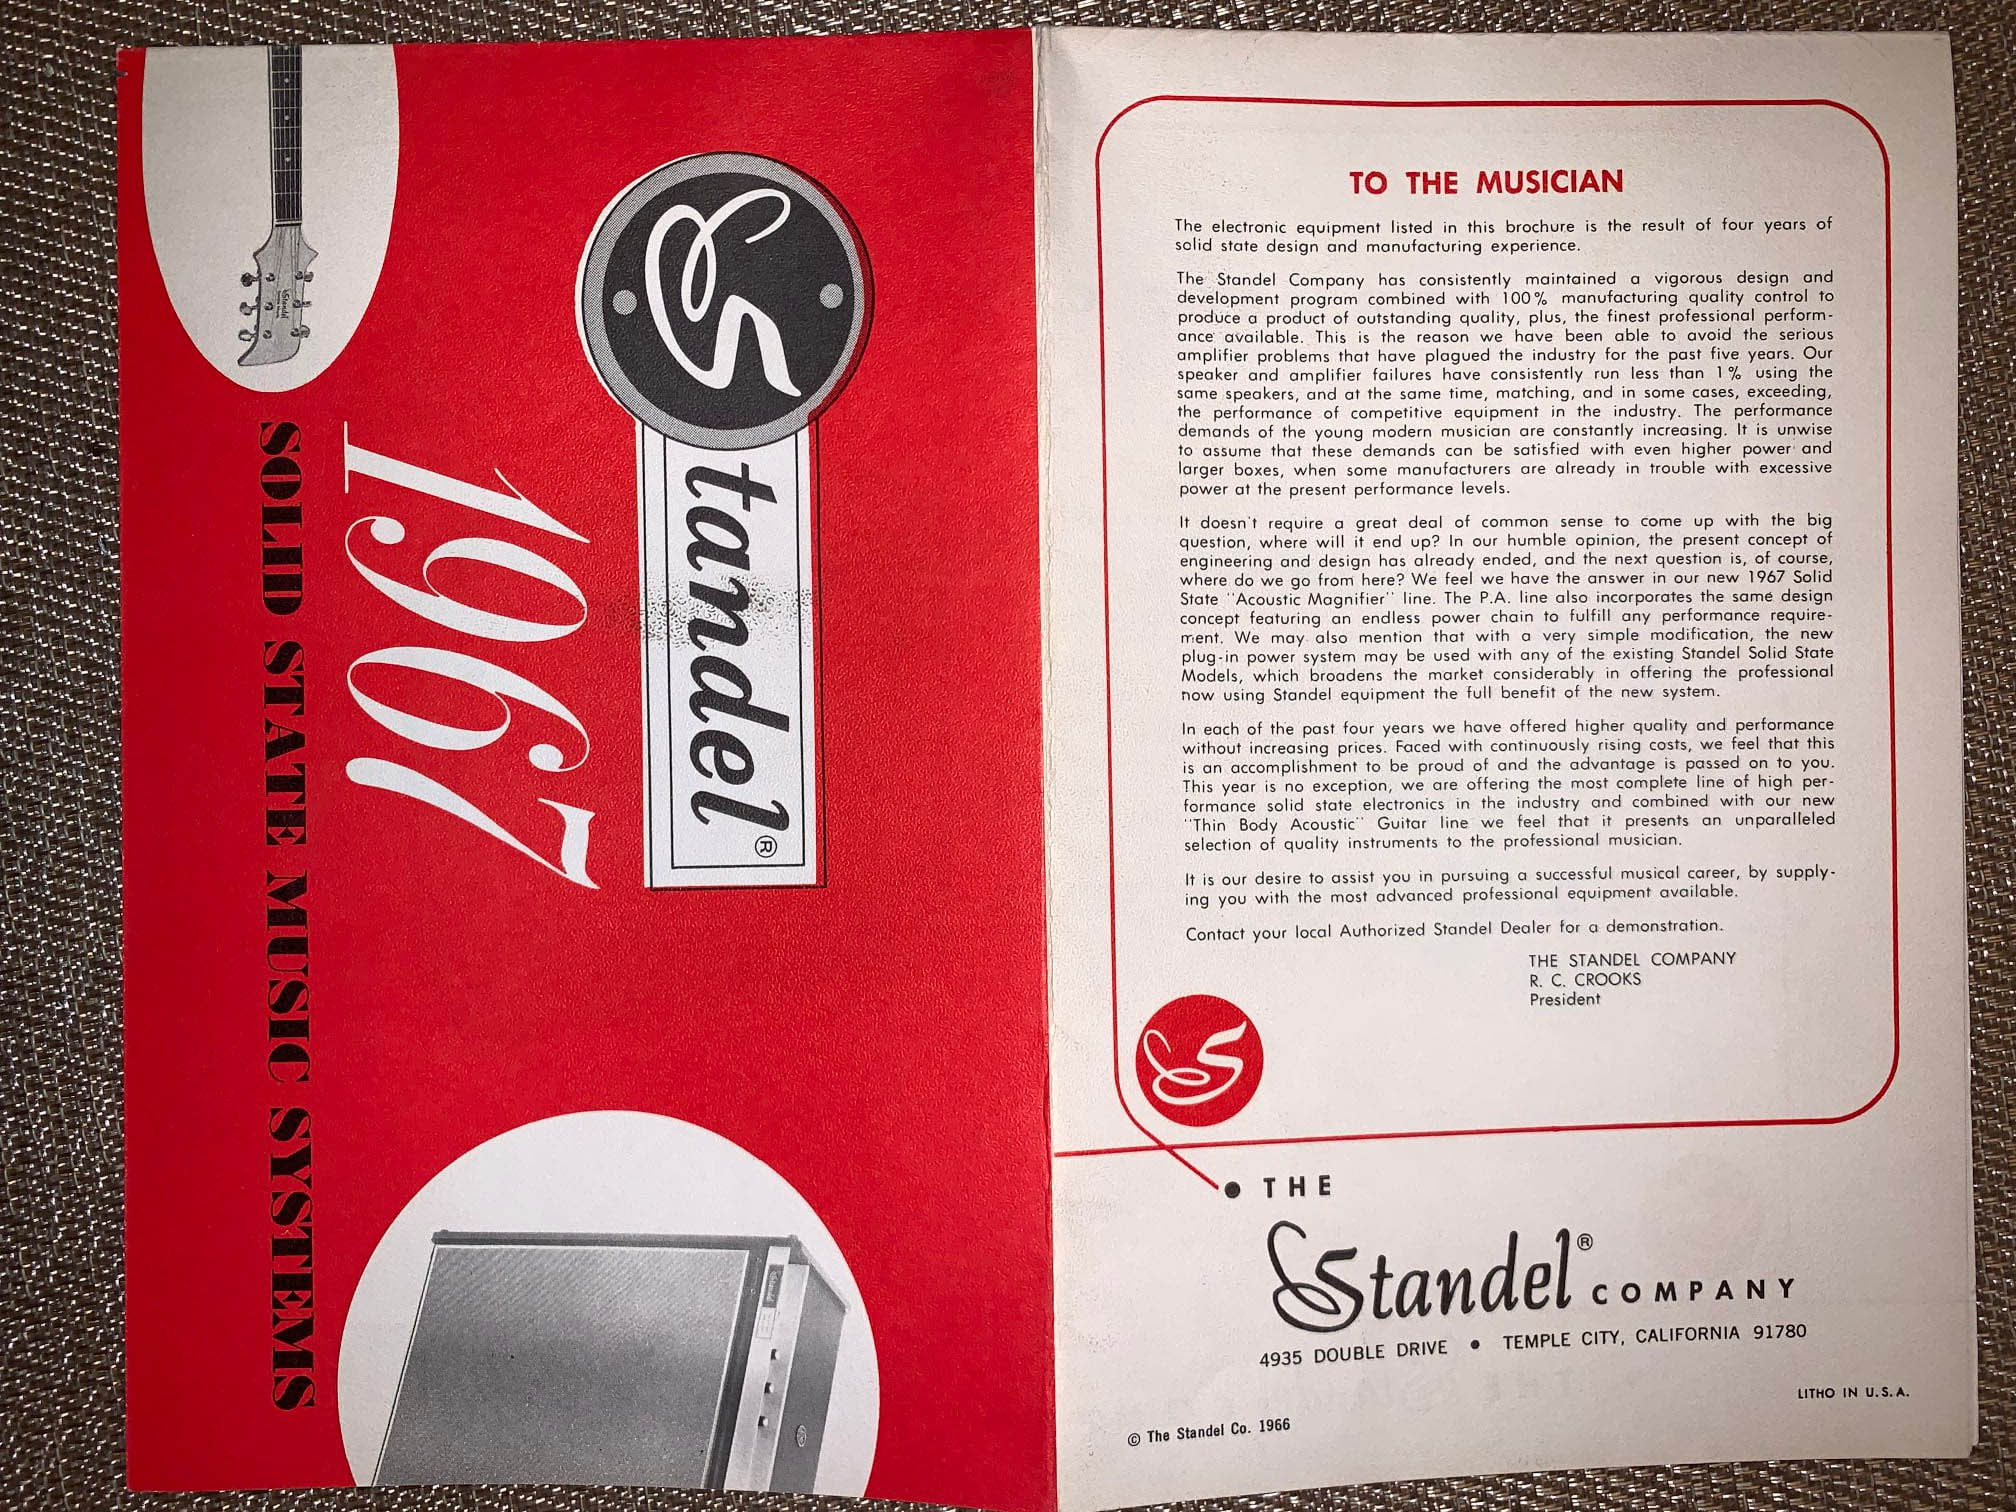 Standel®
1967
SOLID STATE MUSIC SYSTEMS
Standel
Standel
TO THE MUSICIAN
The electronic equipment listed in this brochure is the result of four years of
solid state design and manufacturing experience.
The Standel Company has consistently maintained a vigorous design and
development program combined with 100% manufacturing quality control to
produce a product of outstanding quality, plus, the finest professional perform-
ance available. This is the reason we have been able to avoid the serious
amplifier problems that have plagued the industry for the past five years. Our
speaker and amplifier failures have consistently run less than 1% using the
same speakers, and at the same time, matching, and in some cases, exceeding,
the performance of competitive equipment in the industry. The performance
demands of the young modern musician are constantly increasing. It is unwise
to assume that these demands can be satisfied with even higher power and
larger boxes, when some manufacturers are already in trouble with excessive
power at the present performance levels.
It doesn't require a great deal of common sense to come up with the big
question, where will it end up? In our humble opinion, the present concept of
engineering and design has already ended, and the next question is, of course,
where do we go from here? We feel we have the answer in our new 1967 Solid
State "Acoustic Magnifier" line. The P.A. line also incorporates the same design
concept featuring an endless power chain to fulfill any performance require-
ment. We may also mention that with a very simple modification, the new
plug-in power system may be used with any of the existing Standel Solid State
Models, which broadens the market considerably in offering the professional
now using Standel equipment the full benefit of the new system.
In each of the past four years we have offered higher quality and performance
without increasing prices. Faced with continuously rising costs, we feel that this
is an accomplishment to be proud of and the advantage is passed on to you.
This year is no exception, we are offering the most complete line of high per-
formance solid state electronics in the industry and combined with our new
"Thin Body Acoustic" Guitar line we feel that it presents an unparalleled
selection of quality instruments to the professional musician.
It is our desire to assist you in pursuing a successful musical career, by supply-
ing you with the most advanced professional equipment available.
Contact your local Authorized Standel Dealer for a demonstration.
THE STANDEL COMPANY
R. C. CROOKS
President
S
• THE
Standel® COMPANY
4935 DOUBLE DRIVE • TEMPLE CITY, CALIFORNIA 91780
LITHO IN U.S.A.
© The Standel Co. 1966